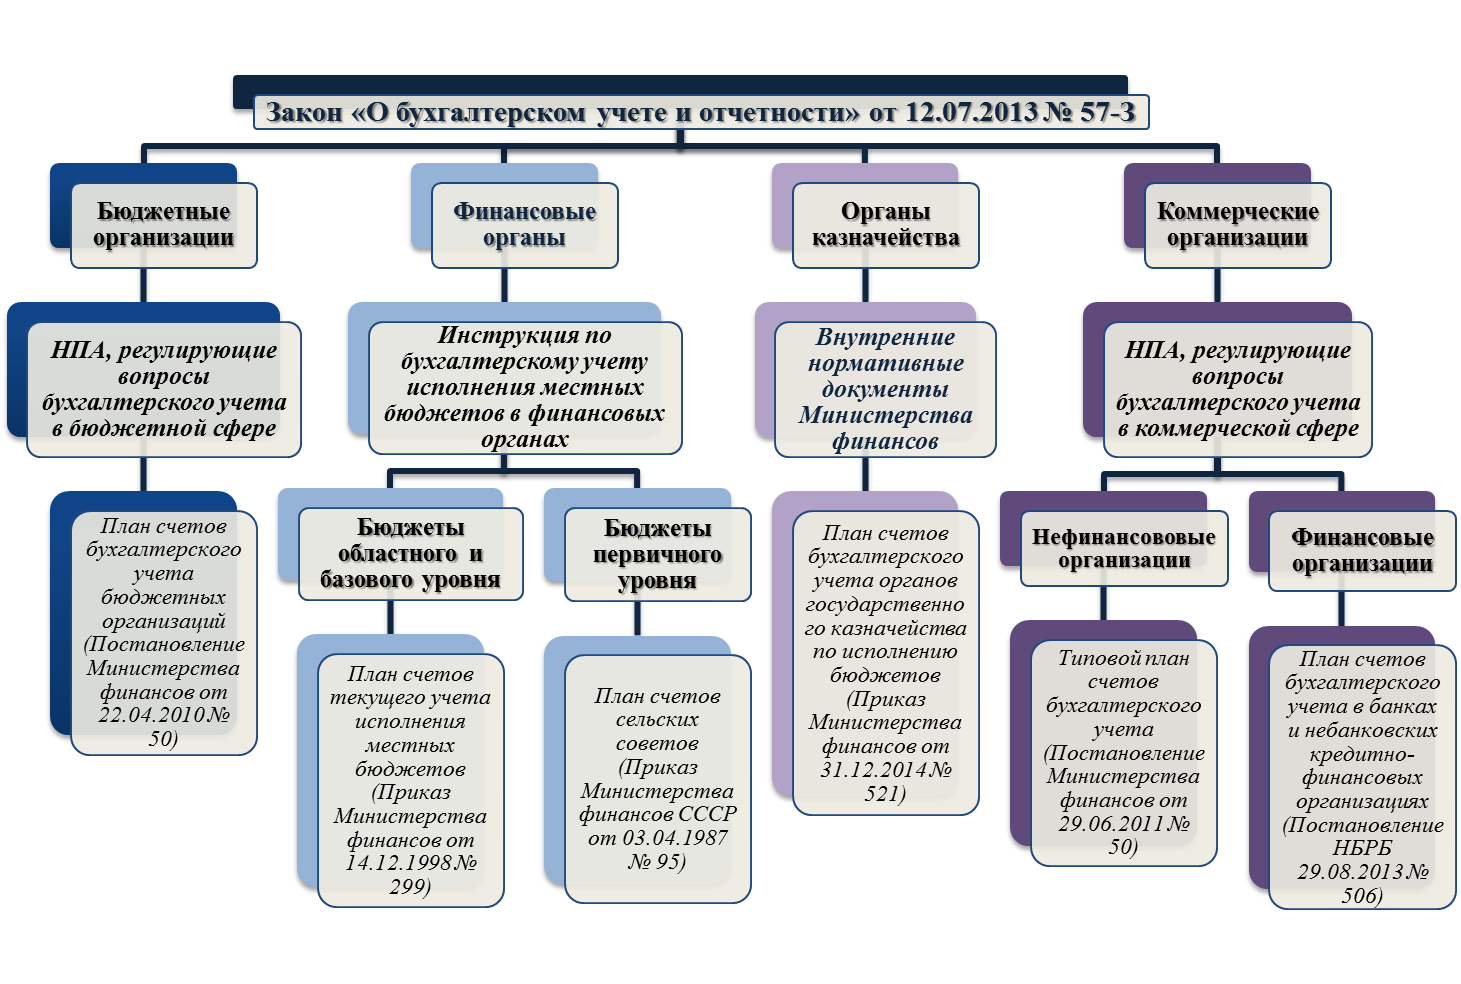 Закон «О бухгалтерском учете и отчетности» от 12.07.2013 № 57-З
Бюджетные
организации
Финансовые
органы
Органы
казначейства
Коммерческие
организации
НПА, регулирующие
вопросы
бухгалтерского учета
в бюджетной сфере
Инструкция по
бухгалтерскому учету
исполнения местных
бюджетов в финансовых
органах
Внутренние
нормативные
документы
Министерства
финансов
НПА, регулирующие
вопросы
бухгалтерского учета
в коммерческой сфере
План счетов
бухгалтерского
учета
бюджетных
организаций
(Постановление
Министерства
финансов от
22.04.2010 №
50)
Бюджеты
областного и
базового уровня
Бюджеты
первичного
уровня
План счетов
текущего учета
исполнения
местных
бюджетов
(Приказ
Министерства
финансов от
14.12.1998 №
299)
План счетов
сельских
советов
(Приказ
Министерства
финансов СССР
от 03.04.1987
№ 95)
План счетов
бухгалтерского
учета органов
государственно
го казначейства
по исполнению
бюджетов
(Приказ
Министерства
финансов от
31.12.2014 №
521)
Нефинансововые
организации
Финансовые
организации
Типовой план
счетов
бухгалтерского
учета
(Постановление
Министерства
финансов от
29.06.2011 №
50)
План счетов
бухгалтерского
учета в банках
и небанковских
кредитно-
финансовых
организациях
(Постановление
НБРБ
29.08.2013 №
506)